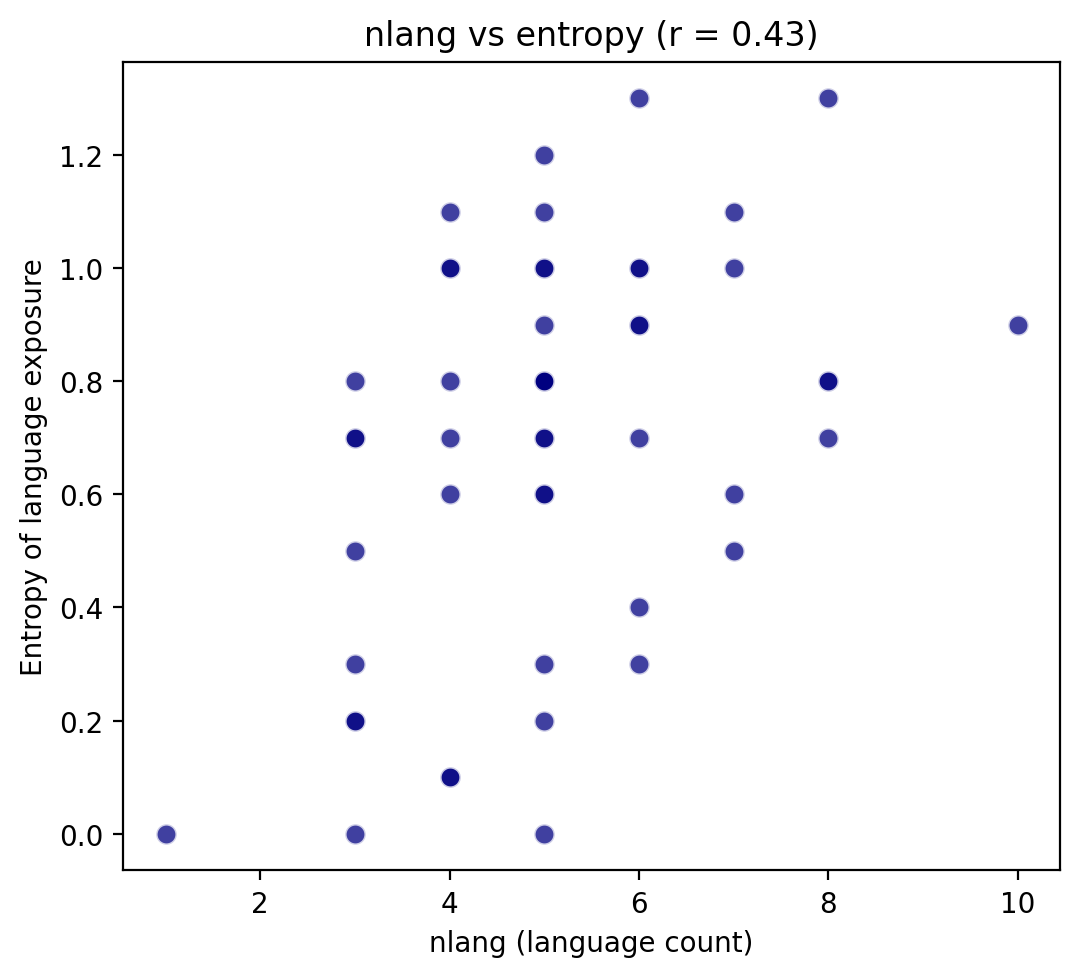 nlang vs entropy (r = 0.43)
Entropy of language exposure
1.2
1.0
0.8
0.6
0.4
0.2
0.0
2 4 6 8 10
nlang (language count)